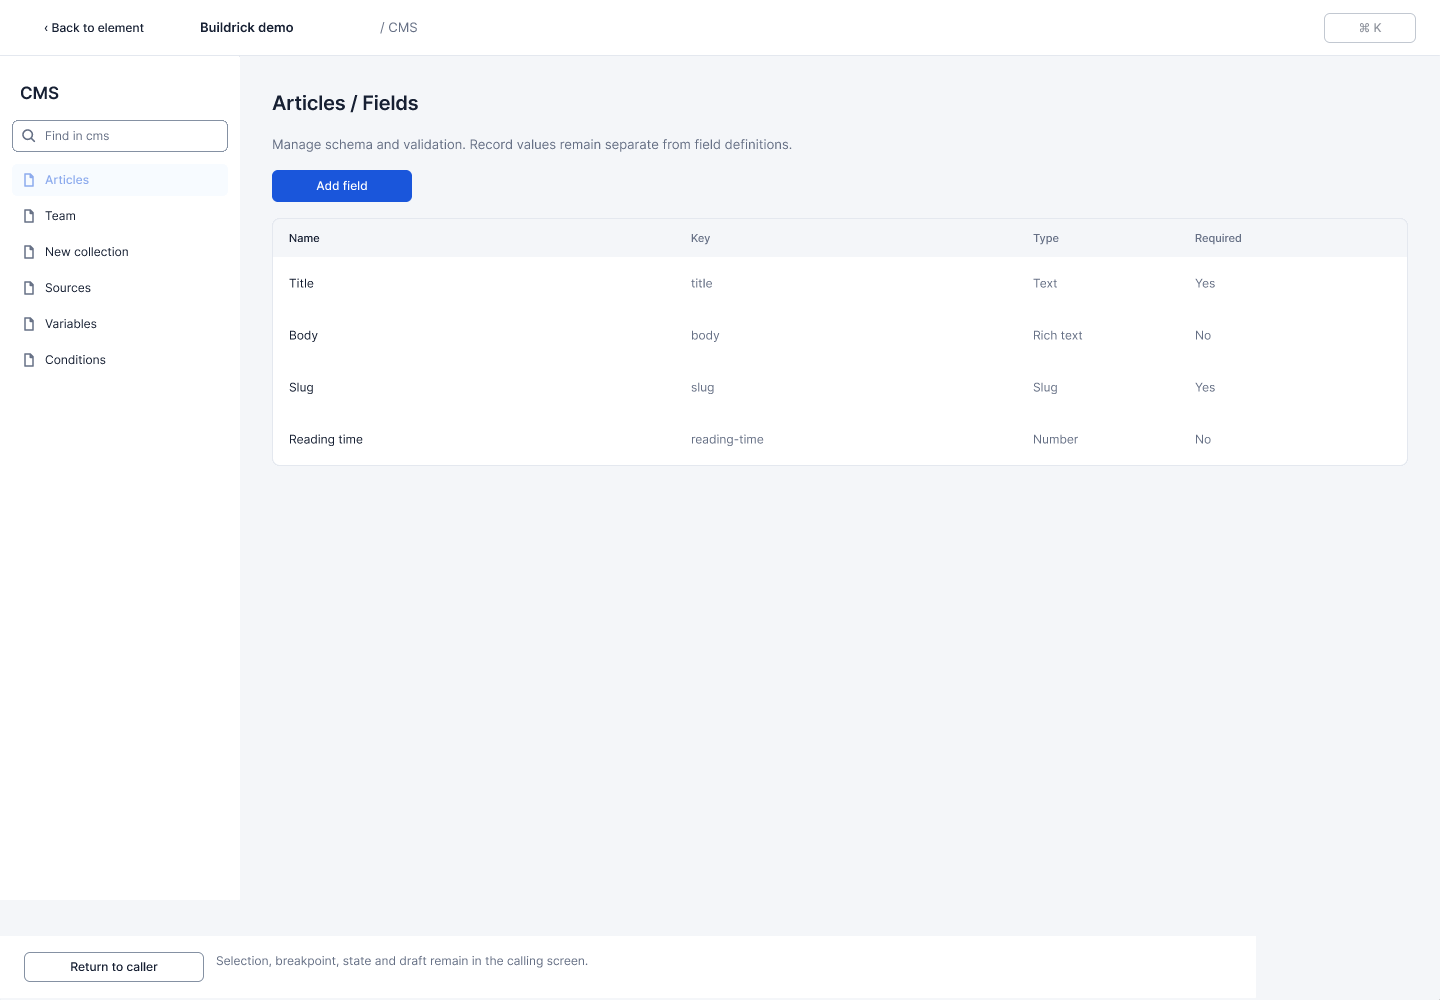 ‹ Back to element
Buildrick demo
/ CMS
⌘ K
CMS
Find in cms
Articles
Team
New collection
Sources
Variables
Conditions
Articles / Fields
Manage schema and validation. Record values remain separate from field definitions.
Add field
Name Key Type Required
Title title Text Yes
Body body Rich text No
Slug slug Slug Yes
Reading time reading-time Number No
Return to caller
Selection, breakpoint, state and draft remain in the calling screen.